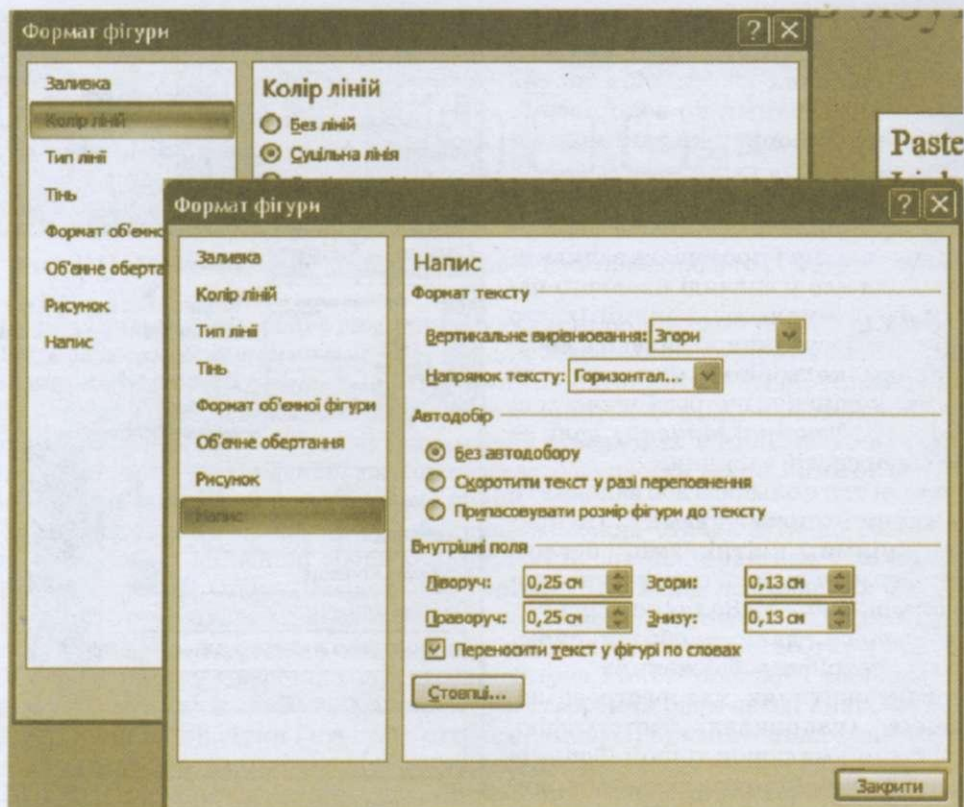 Формат фігури
Заливка
Колір ліній
Тип лінії
Тінь
Формат об'ємно
Об'ємне оберта
Рисунок
Напис
Колір ліній
Без ліній
Суцільна лінія
Paste
Формат фігури
Заливка
Колір ліній
Тип лінії
Тінь
Формат об'ємної фігури
Об'ємне обертання
Рисунок
Напис
Напис
Формат тексту
Вертикальне вирівнювання: Згори
Напрямок тексту: Горизонтал...
Автодобір
Без автодобору
Скоротити текст у разі переповнення
Припасовувати розмір фігури до тексту
Внутрішні поля
Ліворуч: 0,25 см Згори: 0,13 см
Праворуч: 0,25 см Знизу: 0,13 см
Переносити текст у фігурі по словах
Стовпці...
Закрити